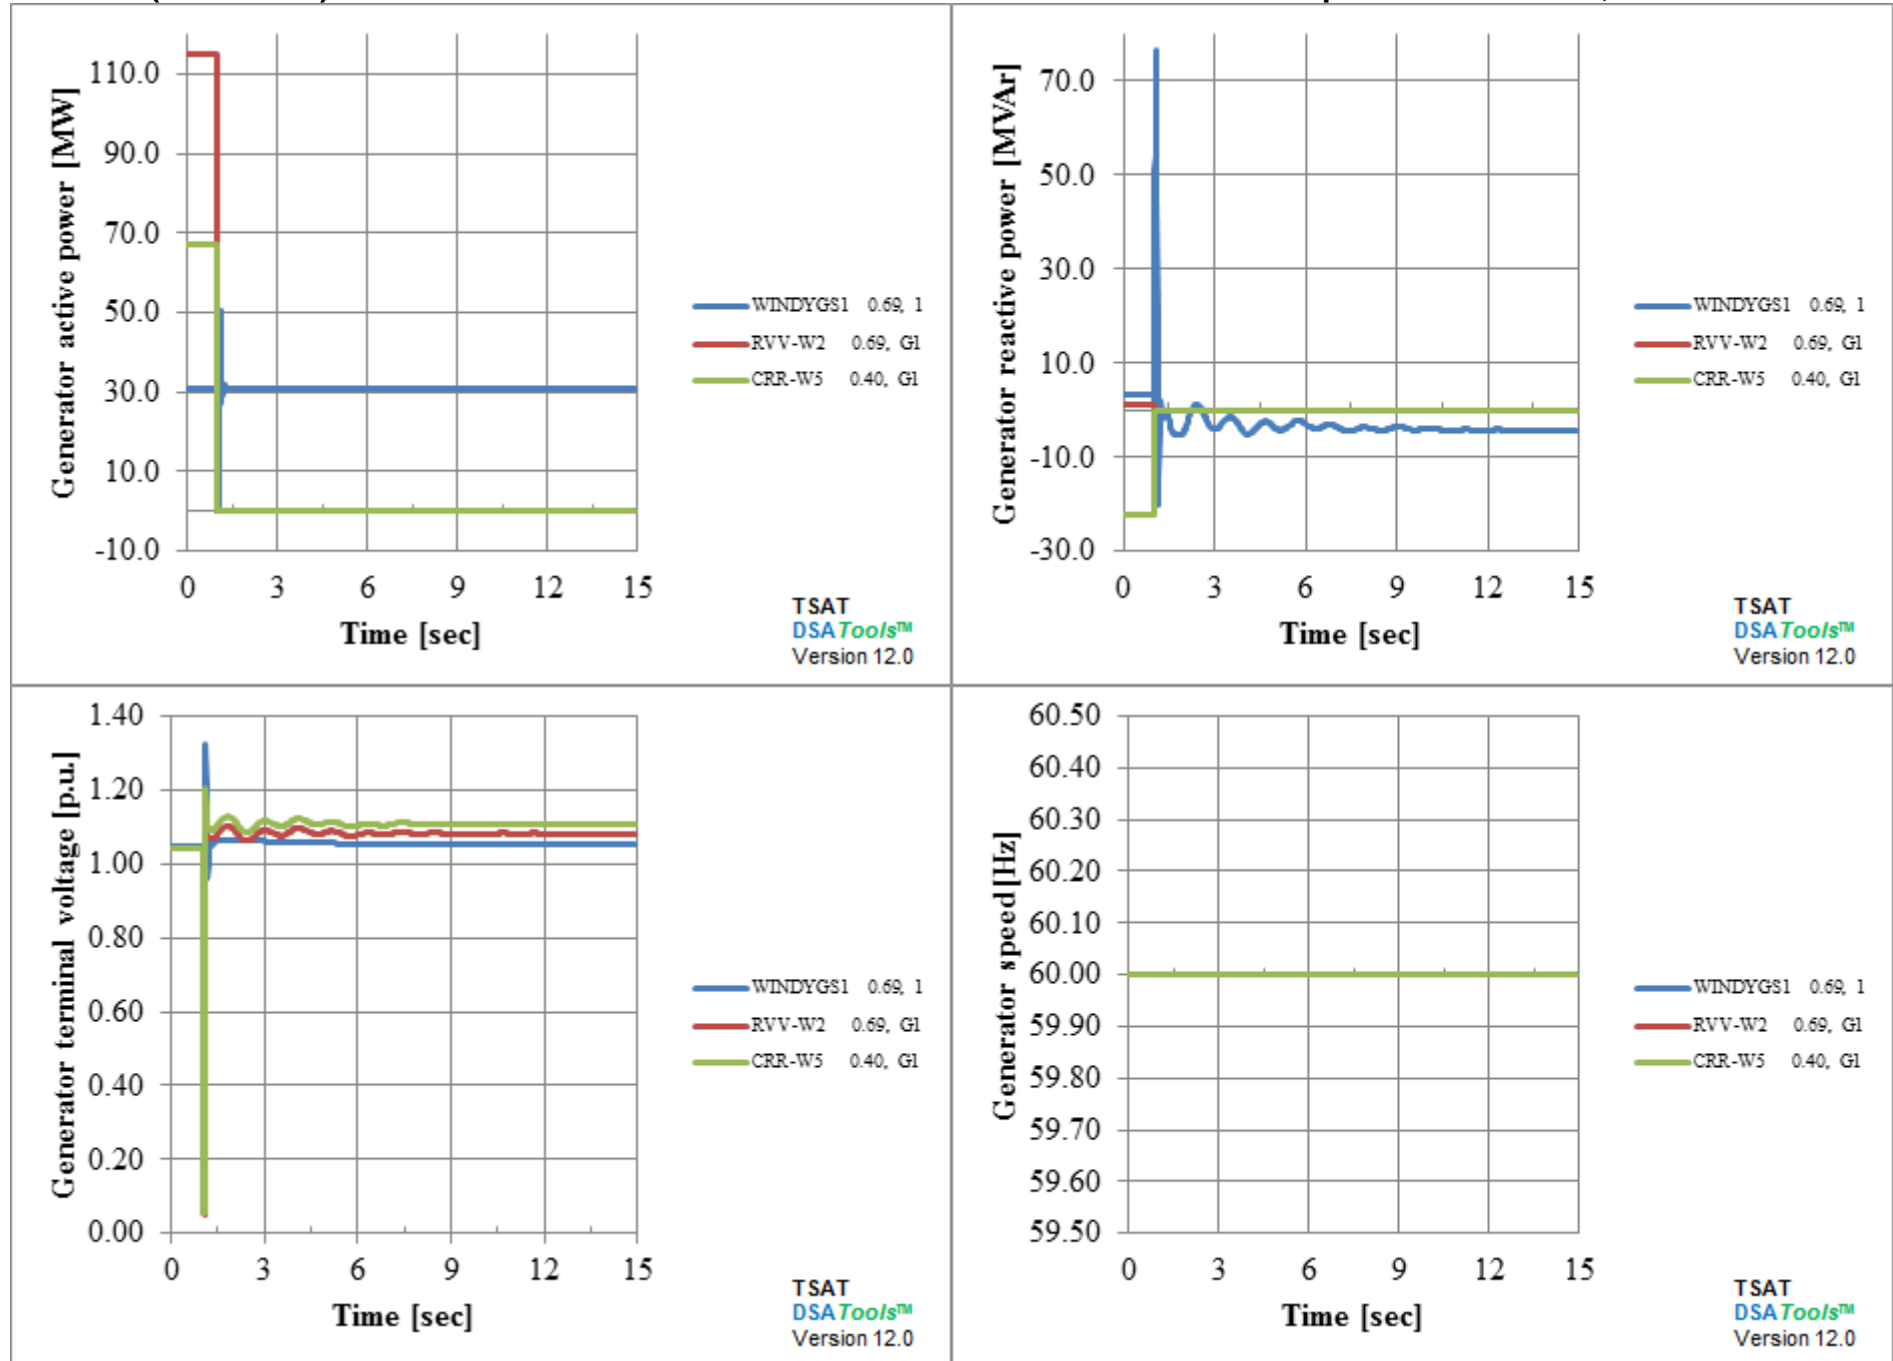 Generator active power [MW]
110.0
90.0
70.0
50.0
30.0
10.0
-10.0
0 3 6 9 12 15
Time [sec]
WINDYGS1 0.69, 1
RVV-W2 0.69, G1
CRR-W5 0.40, G1
TSAT
DSATools™
Version 12.0
Generator reactive power [MVAr]
70.0
50.0
30.0
10.0
-10.0
-30.0
0 3 6 9 12 15
Time [sec]
WINDYGS1 0.69, 1
RVV-W2 0.69, G1
CRR-W5 0.40, G1
TSAT
DSATools™
Version 12.0
Generator terminal voltage [p.u.]
1.40
1.20
1.00
0.80
0.60
0.40
0.20
0.00
0 3 6 9 12 15
Time [sec]
WINDYGS1 0.69, 1
RVV-W2 0.69, G1
CRR-W5 0.40, G1
TSAT
DSATools™
Version 12.0
Generator speed[Hz]
60.50
60.40
60.30
60.20
60.10
60.00
59.90
59.80
59.70
59.60
59.50
0 3 6 9 12 15
Time [sec]
WINDYGS1 0.69, 1
RVV-W2 0.69, G1
CRR-W5 0.40, G1
TSAT
DSATools™
Version 12.0